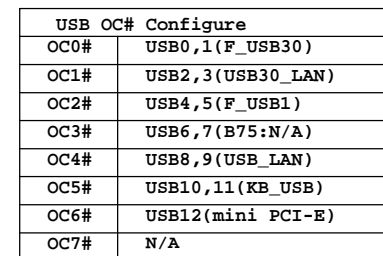 USB OC# Configure
OC0# USB0,1(F_USB30)
OC1# USB2,3(USB30_LAN)
OC2# USB4,5(F_USB1)
OC3# USB6,7(B75:N/A)
OC4# USB8,9(USB_LAN)
OC5# USB10,11(KB_USB)
OC6# USB12(mini PCI-E)
OC7# N/A